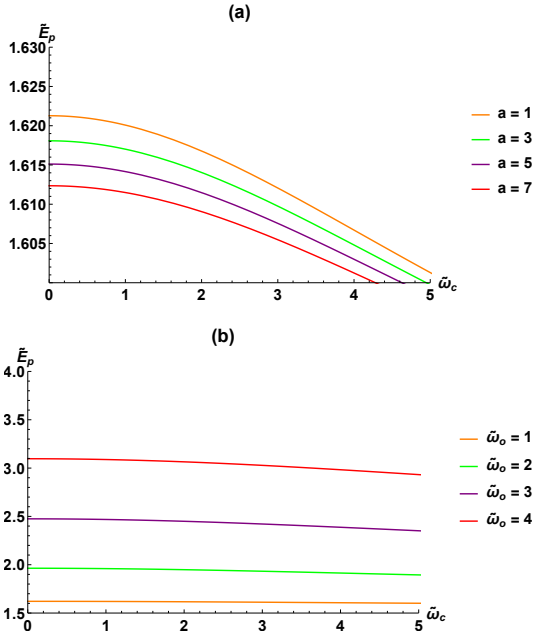 (a)
Ẽp
1.630
1.625
1.620
1.615
1.610
1.605
0 1 2 3 4 5
ω̃c
a = 1
a = 3
a = 5
a = 7
(b)
Ẽp
4.0
3.5
3.0
2.5
2.0
1.5
0 1 2 3 4 5
ω̃c
ω̃o = 1
ω̃o = 2
ω̃o = 3
ω̃o = 4